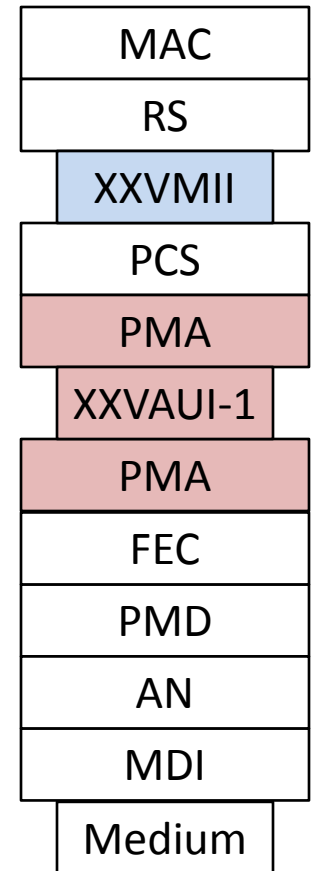 MAC
RS
XXVMII
PCS
PMA
XXVAUI-1
PMA
FEC
PMD
AN
MDI
Medium